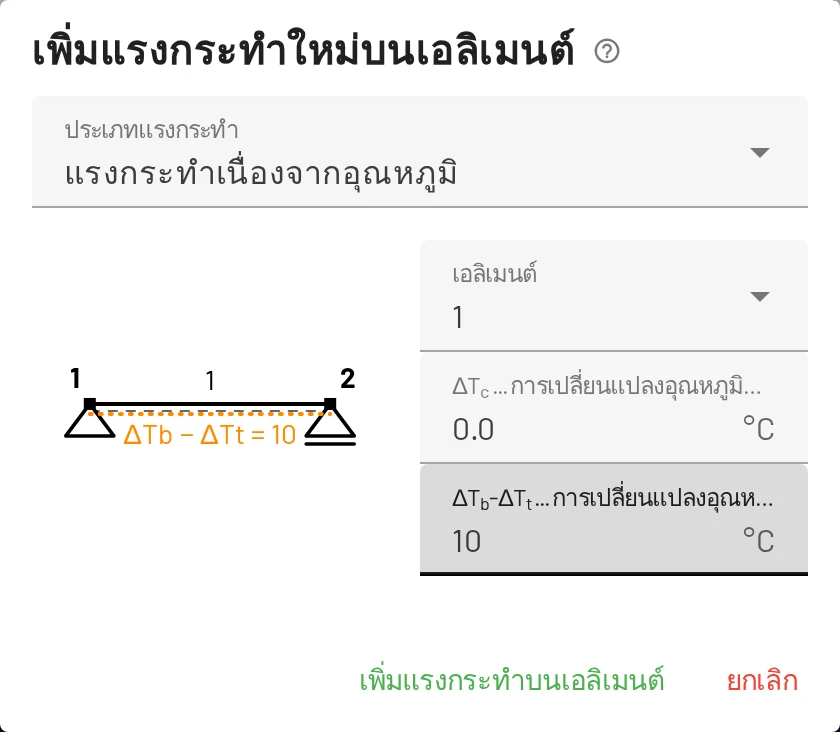 เพิ่มแรงกระทำใหม่บนเอลิเมนต์ ?
ประเภทแรงกระทำ
แรงกระทำเนื่องจากอุณหภูมิ
เอลิเมนต์
1
1 1 2
ΔTb − ΔTt = 10
ΔTc ... การเปลี่ยนแปลงอุณหภูมิ...
0.0 °C
ΔTb-ΔTt ... การเปลี่ยนแปลงอุณห...
10 °C
เพิ่มแรงกระทำบนเอลิเมนต์ ยกเลิก